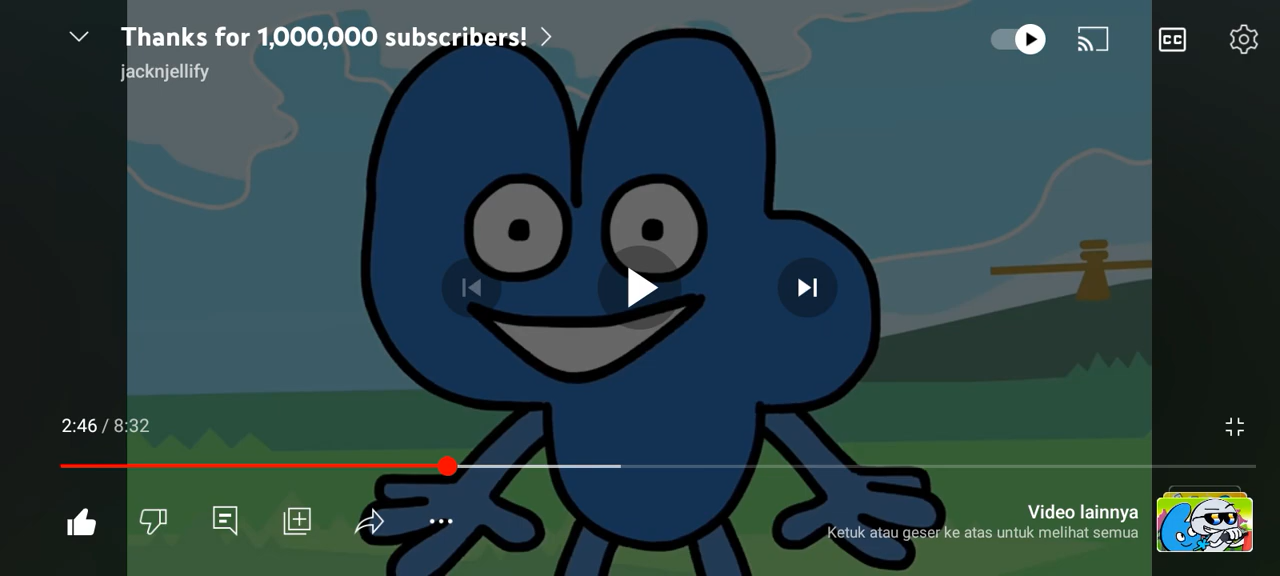 Thanks for 1,000,000 subscribers!
jacknjellify
CC
2:46 / 8:32
Video lainnya
Ketuk atau geser ke atas untuk melihat semua